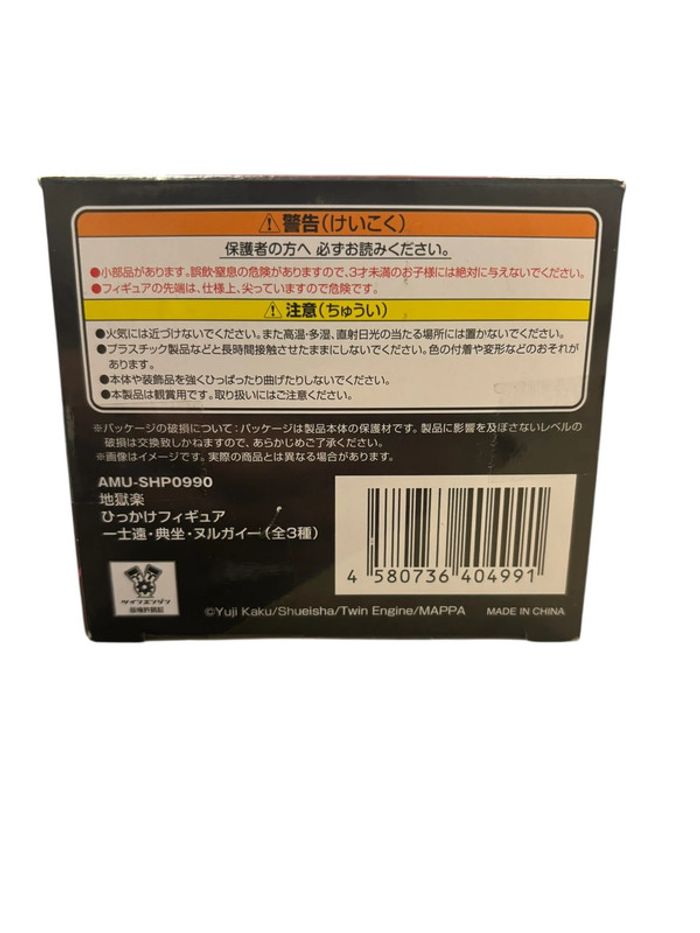 ⚠警告(けいこく)
保護者の方へ 必ずお読みください。
●小部品があります。誤飲・窒息の危険がありますので、3才未満のお子様には絶対に与えないでください。
●フィギュアの先端は、仕様上、尖っていますので危険です。
⚠注意(ちゅうい)
●火気には近づけないでください。また高温・多湿、直射日光の当たる場所には置かないでください。
●プラスチック製品などと長時間接触させたままにしないでください。色の付着や変形などのおそれが
あります。
●本体や装飾品を強くひっぱったり曲げたりしないでください。
●本製品は観賞用です。取り扱いにはご注意ください。
※パッケージの破損について:パッケージは製品本体の保護材です。製品に影響を及ぼさないレベルの
破損は交換致しかねますので、あらかじめご了承ください。
※画像はイメージです。実際の商品とは異なる場合があります。
AMU-SHP0990
地獄楽
ひっかけフィギュア
ー士遠・典坐・ヌルガイー(全3種)
4 580736 404991
ツインエンジン
©Yuji Kaku/Shueisha/Twin Engine/MAPPA
MADE IN CHINA